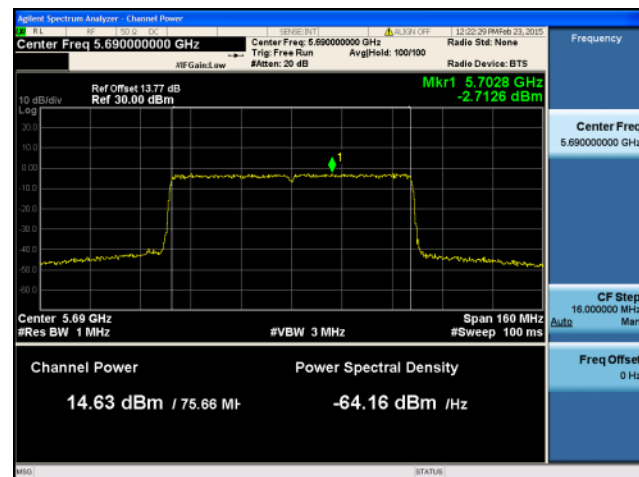 Agilent Spectrum Analyzer - Channel Power
RL RF 50 Ω DC SENSE:INT ALIGN OFF 12:22:29 PM Feb 23, 2015
Center Freq 5.690000000 GHz
Center Freq: 5.690000000 GHz
Radio Std: None
Trig: Free Run Avg|Hold: 100/100
#IFGain:Low #Atten: 20 dB Radio Device: BTS
Ref Offset 13.77 dB
10 dB/div Ref 30.00 dBm
Mkr1 5.7028 GHz
-2.7126 dBm
Log
20.0
10.0
0.00
-10.0
-20.0
-30.0
-40.0
-50.0
-60.0
1
Center 5.69 GHz Span 160 MHz
#Res BW 1 MHz #VBW 3 MHz #Sweep 100 ms
Channel Power Power Spectral Density
14.63 dBm / 75.66 MH -64.16 dBm /Hz
MSG STATUS
Frequency
Center Freq
5.690000000 GHz
CF Step
16.000000 MHz
Auto Man
Freq Offset
0 Hz